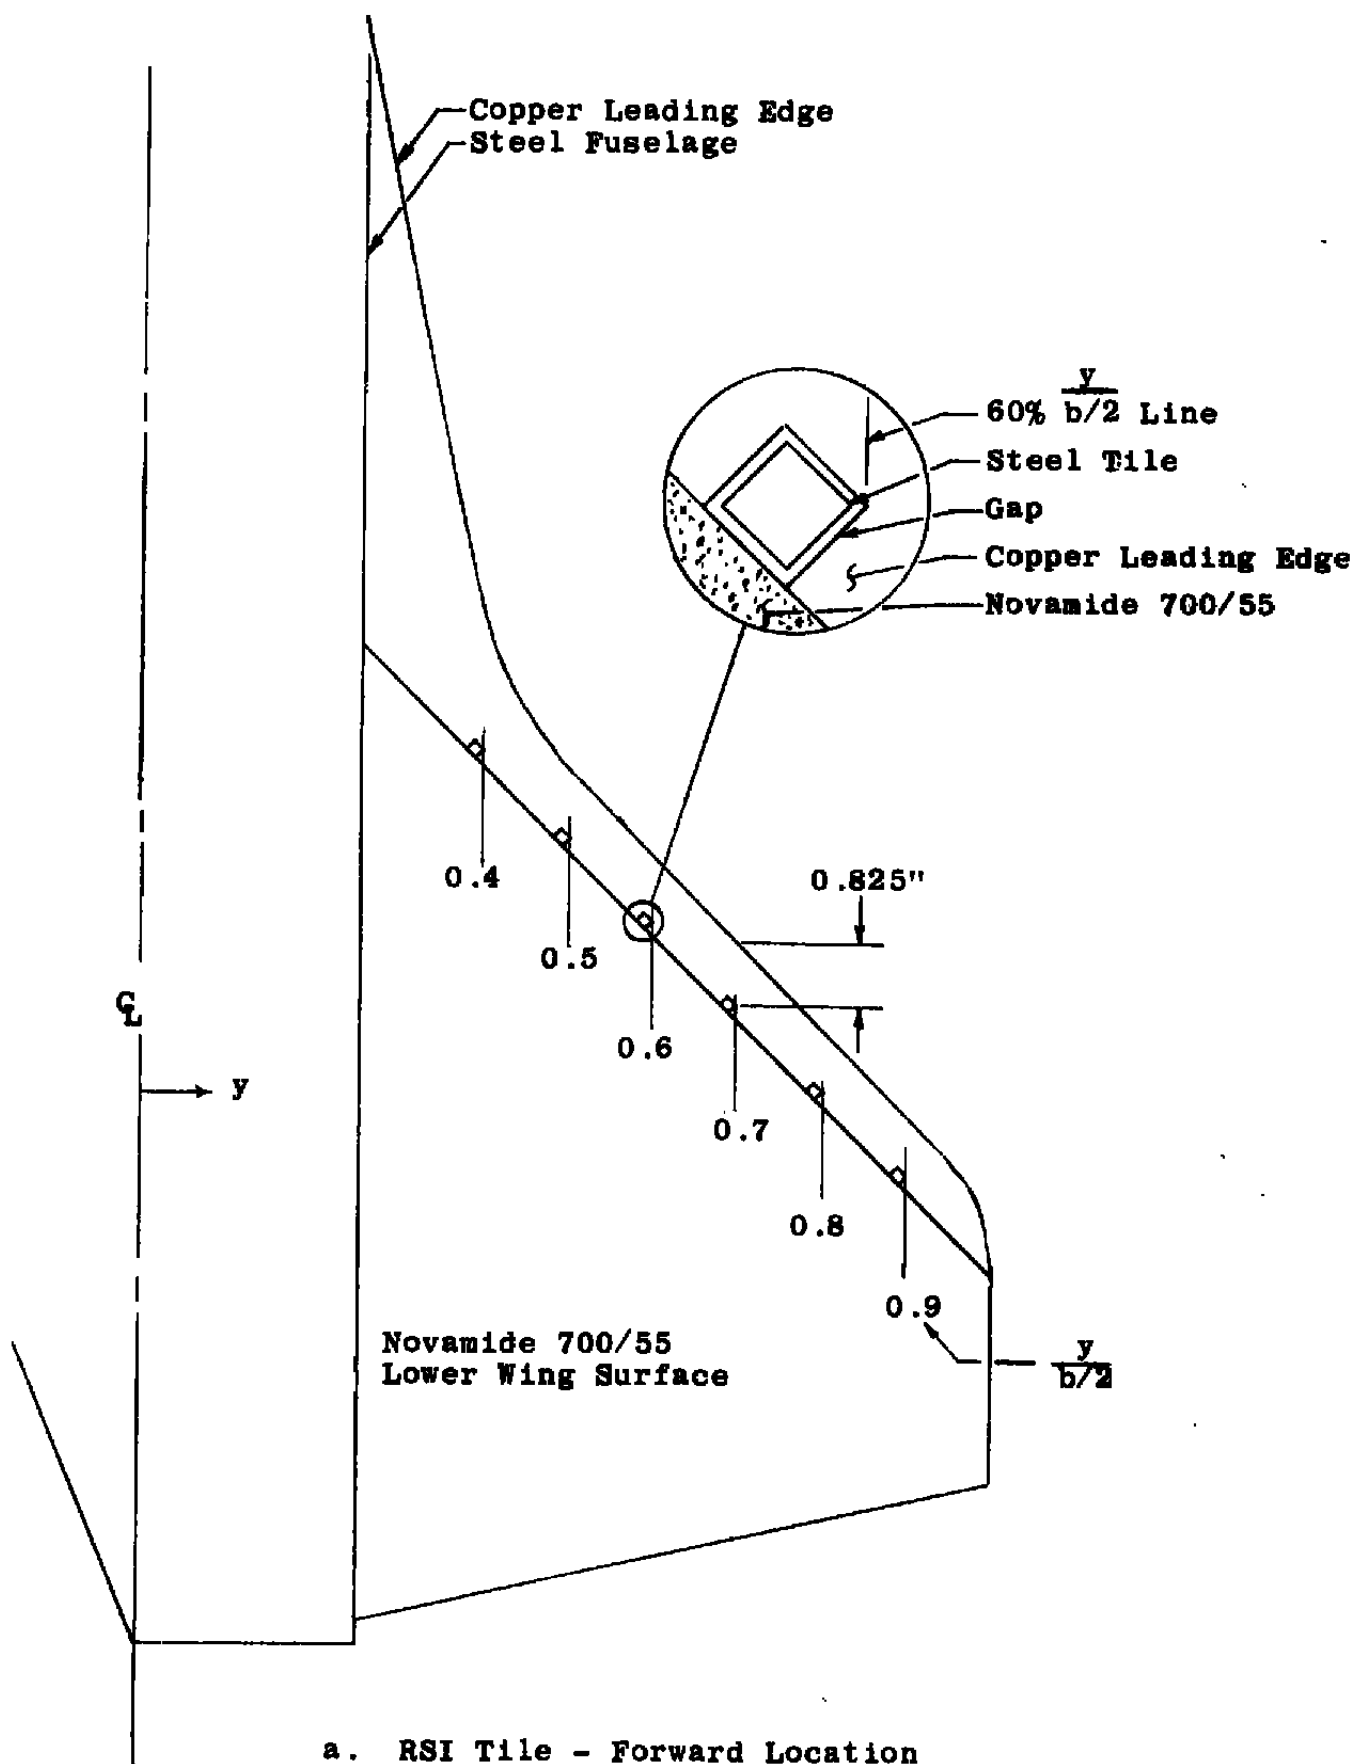 Copper Leading Edge
Steel Fuselage
y
60% b/2 Line
Steel Tile
Gap
Copper Leading Edge
Novamide 700/55
0.4
0.825"
0.5
℄
0.6
y
0.7
0.8
0.9
Novamide 700/55
Lower Wing Surface
y
b/2
a. RSI Tile - Forward Location